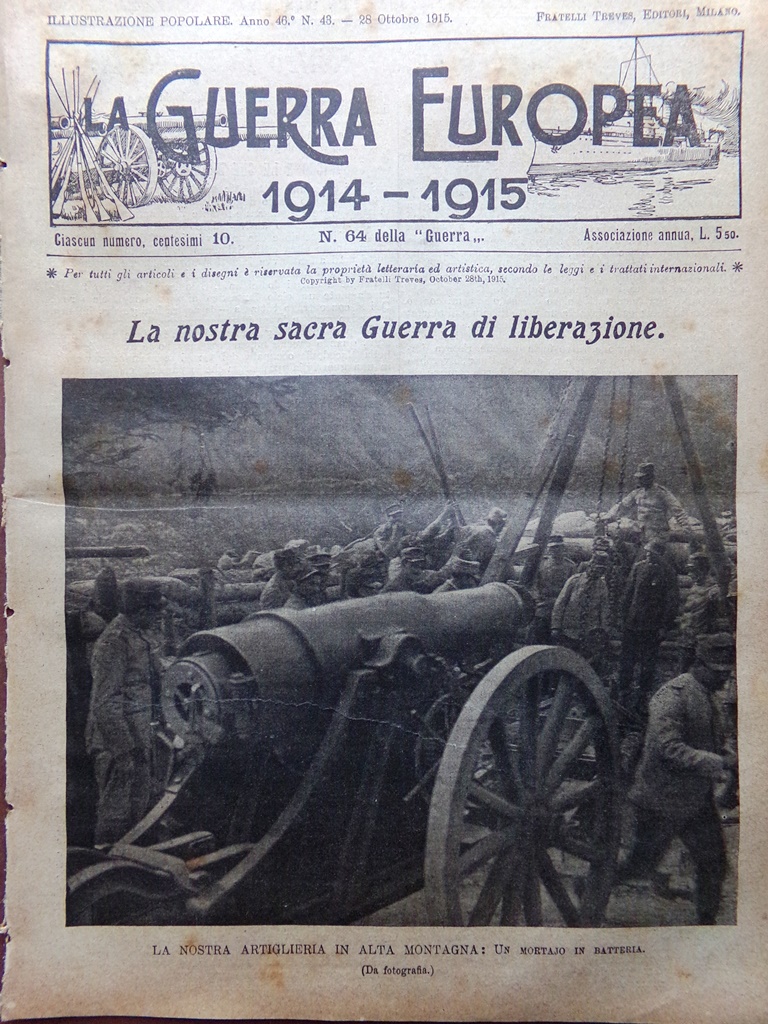 ILLUSTRAZIONE POPOLARE. Anno 46.° N. 43. — 28 Ottobre 1915. FRATELLI TREVES, EDITORI, MILANO.
LA GUERRA EUROPEA
1914 - 1915
Ciascun numero, centesimi 10. N. 64 della "Guerra„. Associazione annua, L. 5 50.
* Per tutti gli articoli e i disegni è riservata la proprietà letteraria ed artistica, secondo le leggi e i trattati internazionali. *
Copyright by Fratelli Treves, October 28th, 1915.
La nostra sacra Guerra di liberazione.
LA NOSTRA ARTIGLIERIA IN ALTA MONTAGNA: UN MORTAJO IN BATTERIA.
(Da fotografia.)